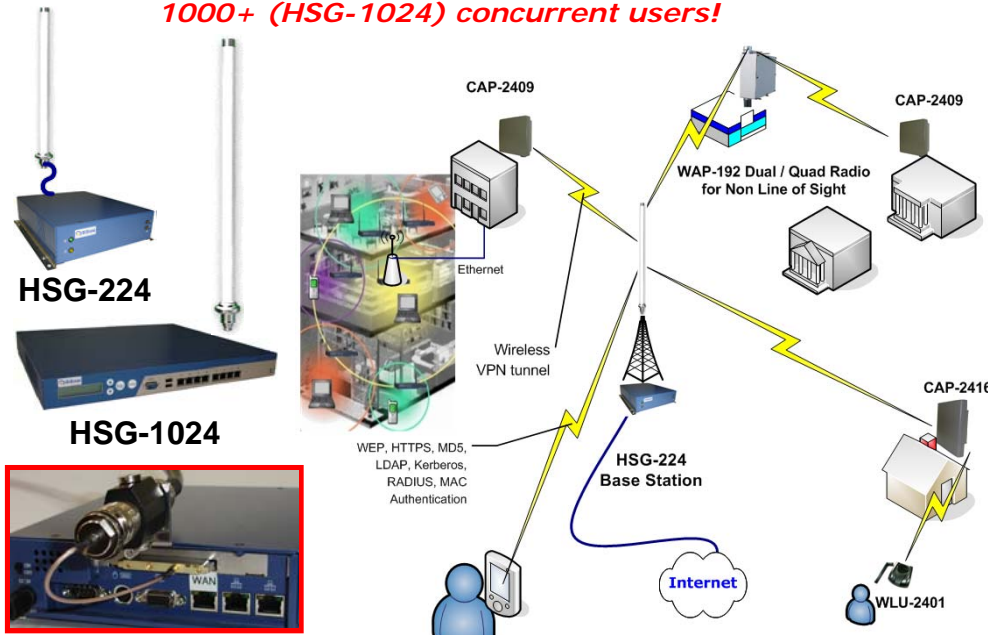 1000+ (HSG-1024) concurrent users!
CAP-2409
CAP-2409
WAP-192 Dual / Quad Radio
for Non Line of Sight
Ethernet
HSG-224
Wireless
VPN tunnel
CAP-2416
HSG-1024
WEP, HTTPS, MD5,
LDAP, Kerberos,
RADIUS, MAC
Authentication
HSG-224
Base Station
WAN
Internet
WLU-2401